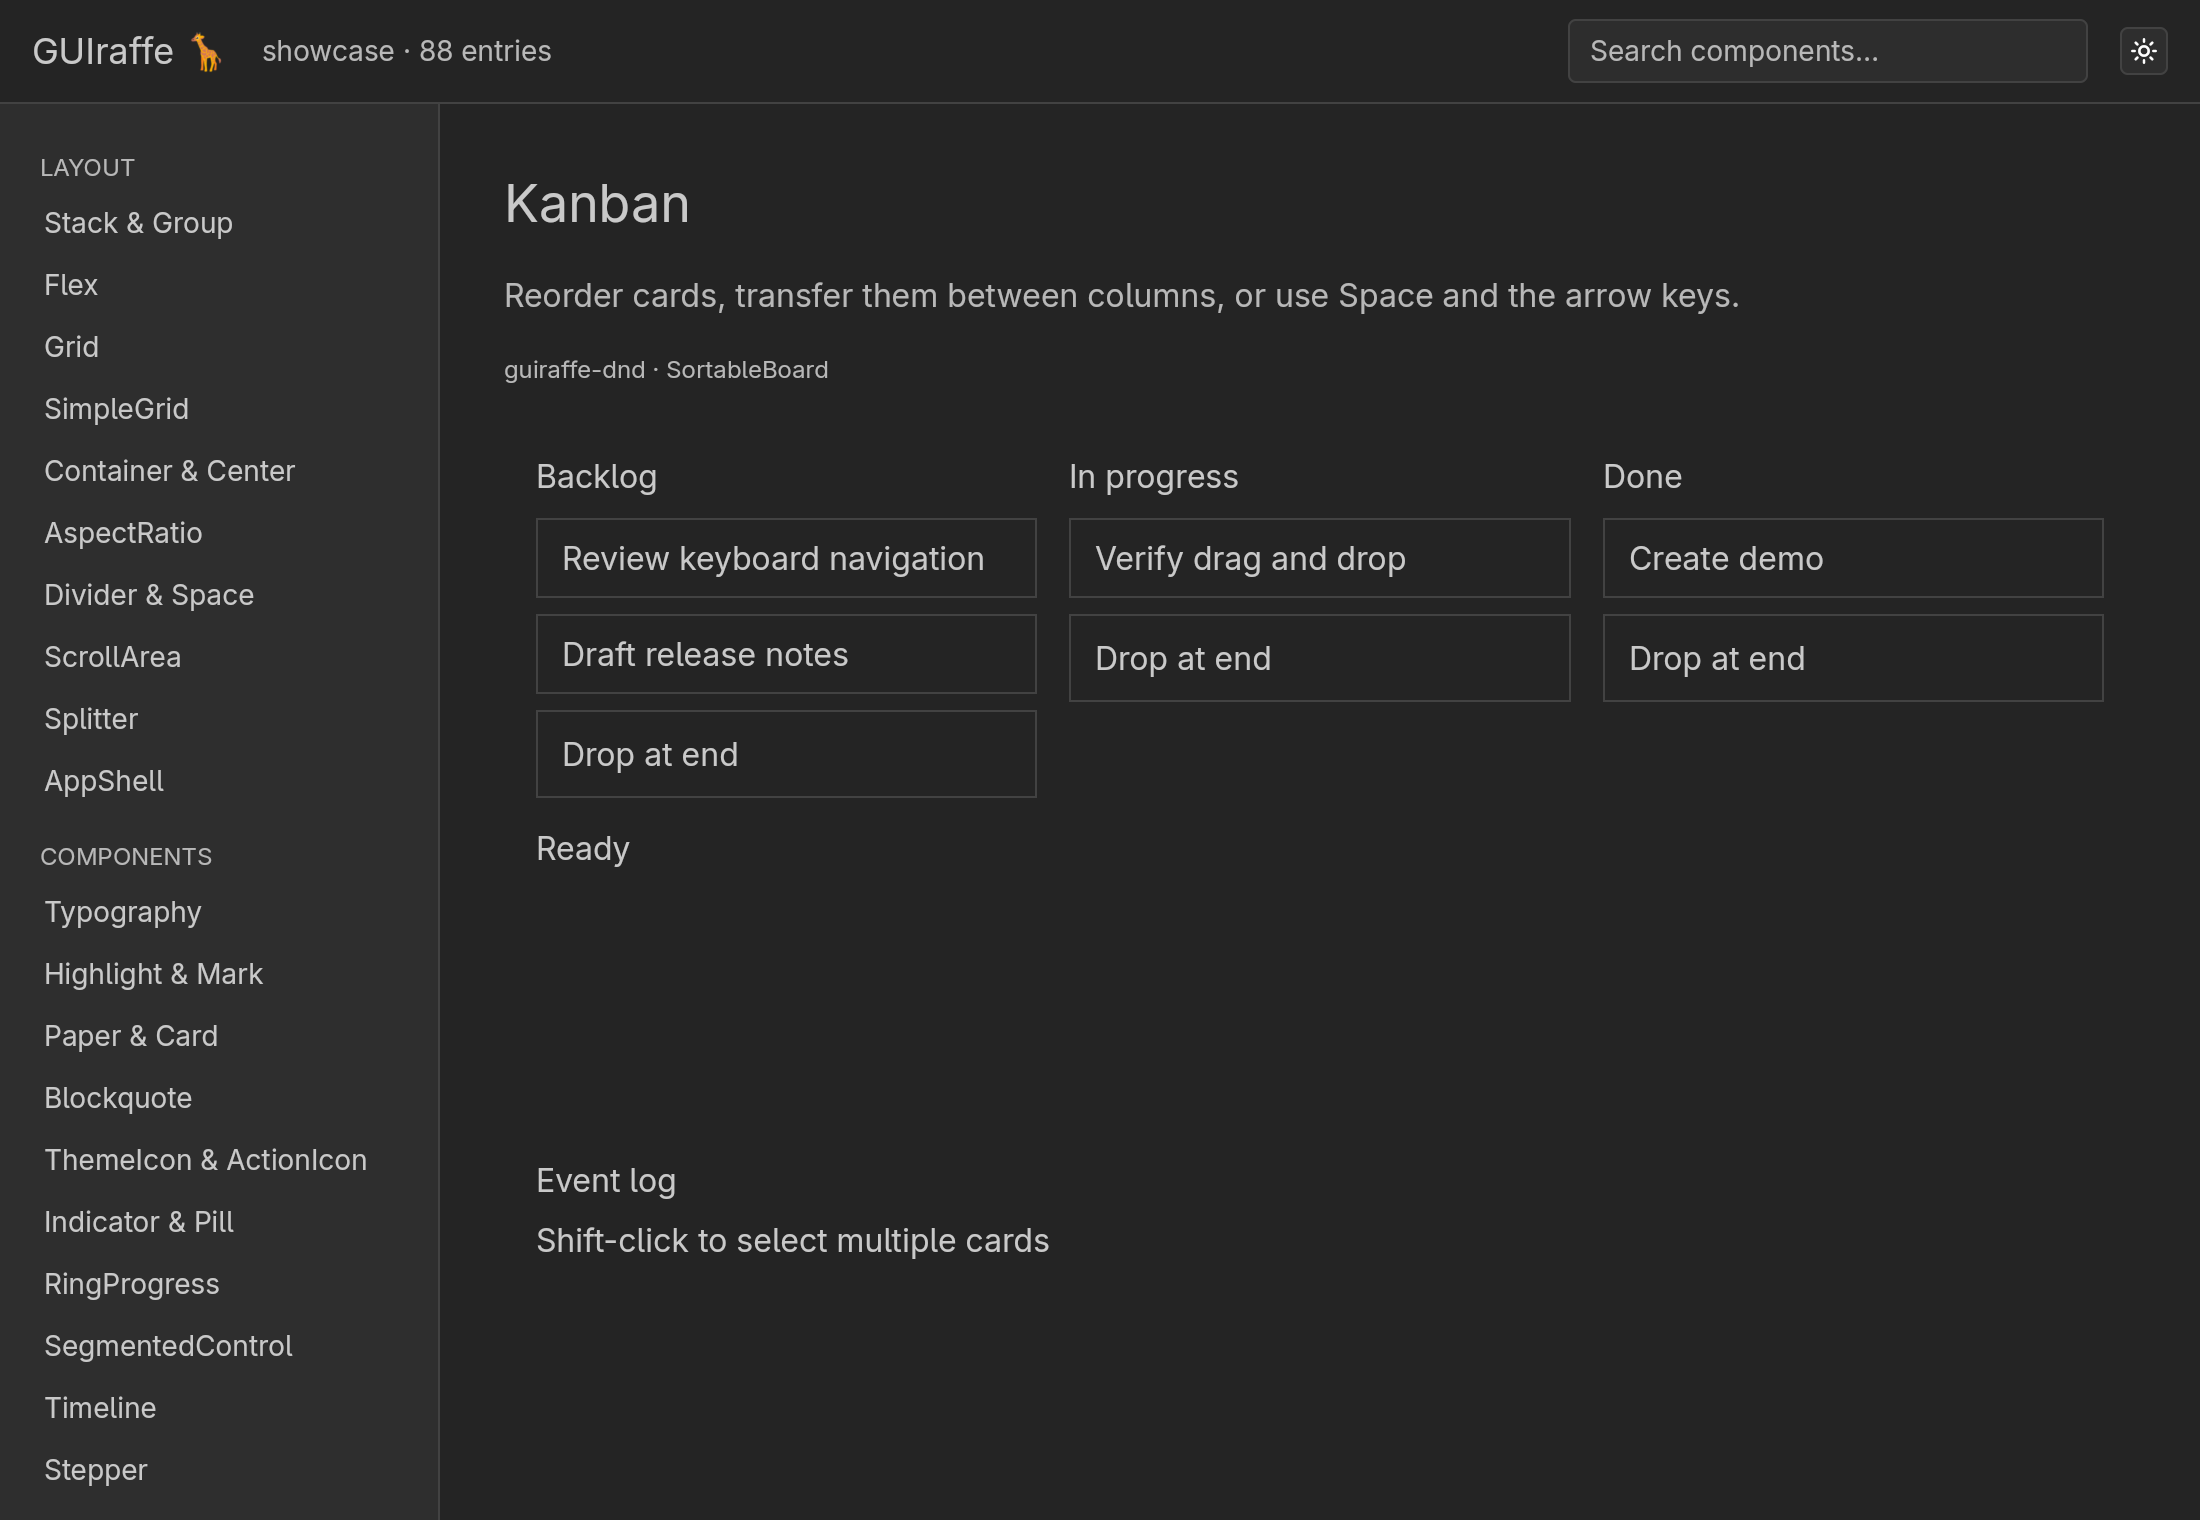 GUIraffe 🦒
showcase · 88 entries
Search components...
LAYOUT
Stack & Group
Flex
Grid
SimpleGrid
Container & Center
AspectRatio
Divider & Space
ScrollArea
Splitter
AppShell
COMPONENTS
Typography
Highlight & Mark
Paper & Card
Blockquote
ThemeIcon & ActionIcon
Indicator & Pill
RingProgress
SegmentedControl
Timeline
Stepper
Kanban
Reorder cards, transfer them between columns, or use Space and the arrow keys.
guiraffe-dnd · SortableBoard
Backlog
Review keyboard navigation
Draft release notes
Drop at end
In progress
Verify drag and drop
Drop at end
Done
Create demo
Drop at end
Ready
Event log
Shift-click to select multiple cards